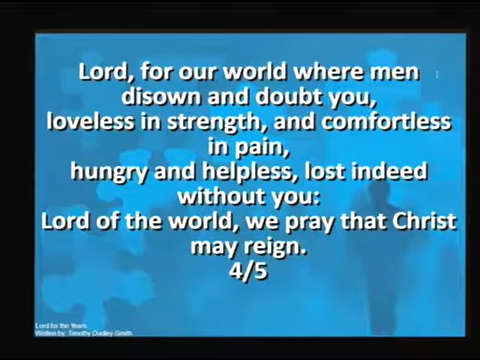 Lord, for our world where men
disown and doubt you,
loveless in strength, and comfortless
in pain,
hungry and helpless, lost indeed
without you:
Lord of the world, we pray that Christ
may reign.
4/5
Lord for the Years
Written by: Timothy Dudley-Smith